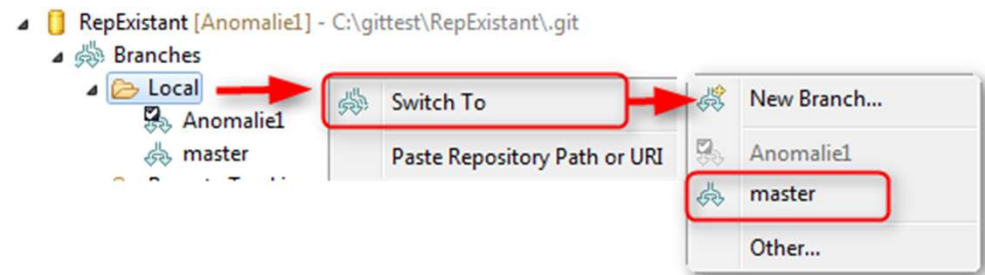 RepExistant [Anomalie1] - C:\gittest\RepExistant\.git
Branches
Local
Anomalie1
master
Switch To
Paste Repository Path or URI
New Branch...
Anomalie1
master
Other...